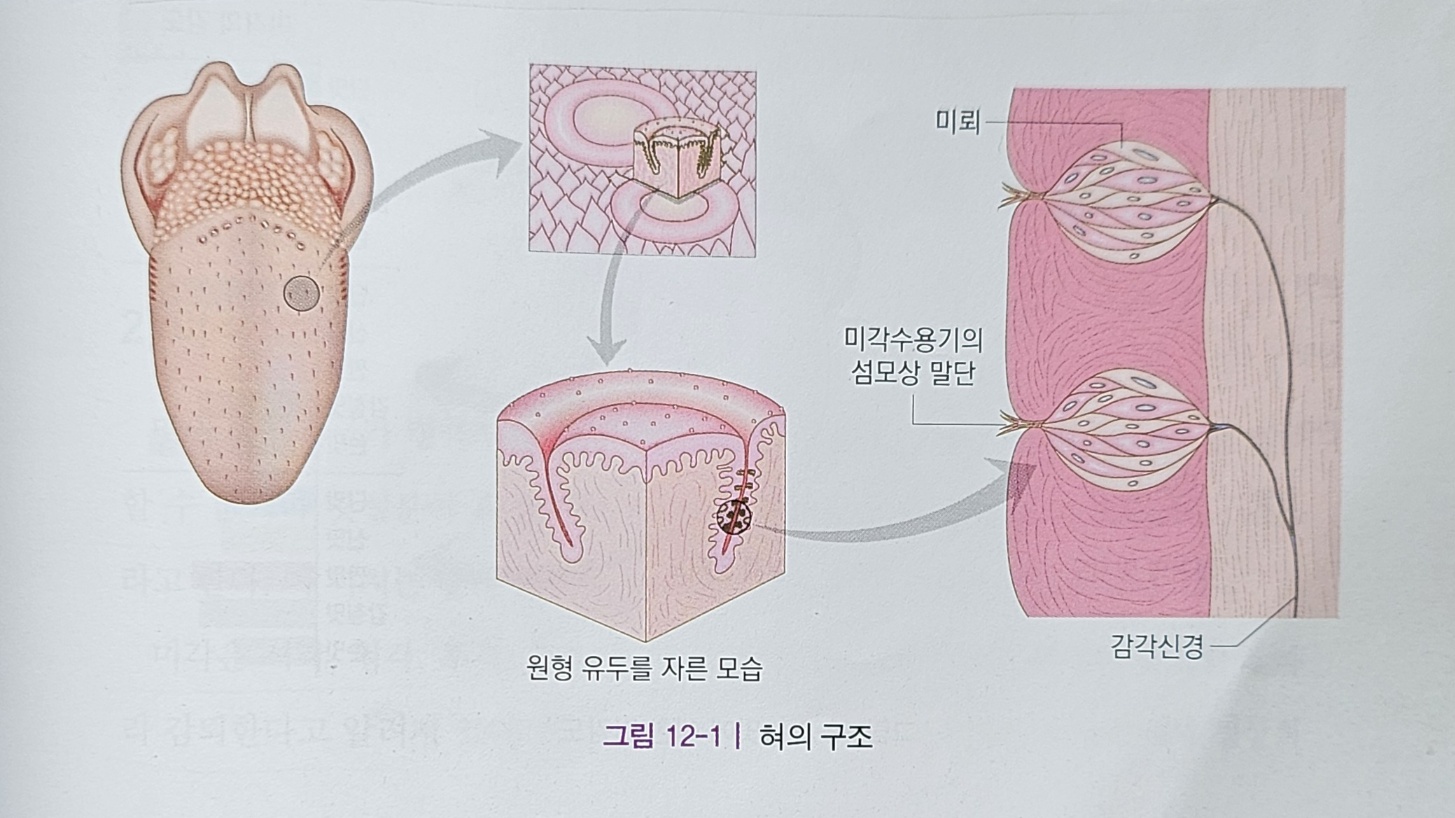 미뢰
미각수용기의
섬모상 말단
감각신경
원형 유두를 자른 모습
그림 12-1 | 혀의 구조